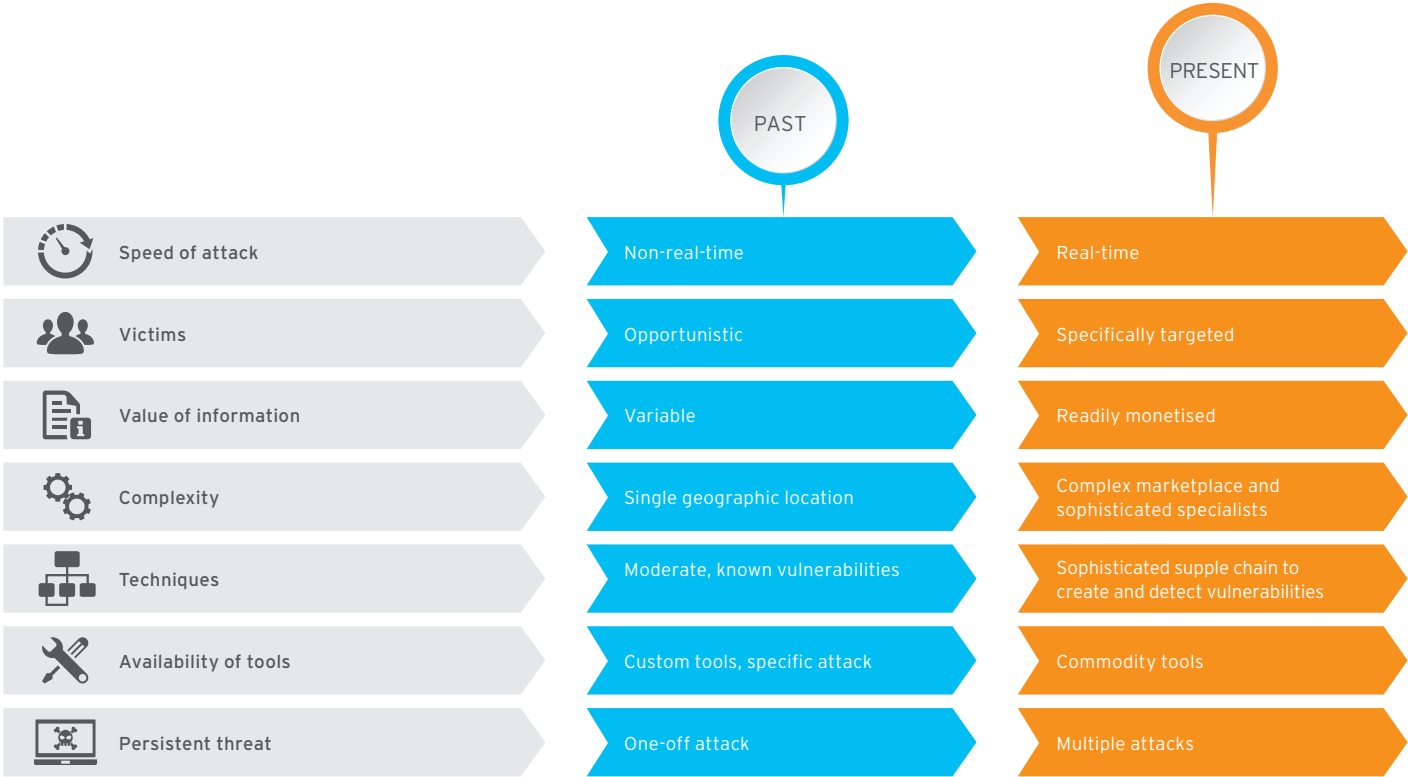 PAST
PRESENT
Speed of attack
Non-real-time
Real-time
Victims
Opportunistic
Specifically targeted
Value of information
Variable
Readily monetised
Complexity
Single geographic location
Complex marketplace and
sophisticated specialists
Techniques
Moderate, known vulnerabilities
Sophisticated supple chain to
create and detect vulnerabilities
Availability of tools
Custom tools, specific attack
Commodity tools
Persistent threat
One-off attack
Multiple attacks